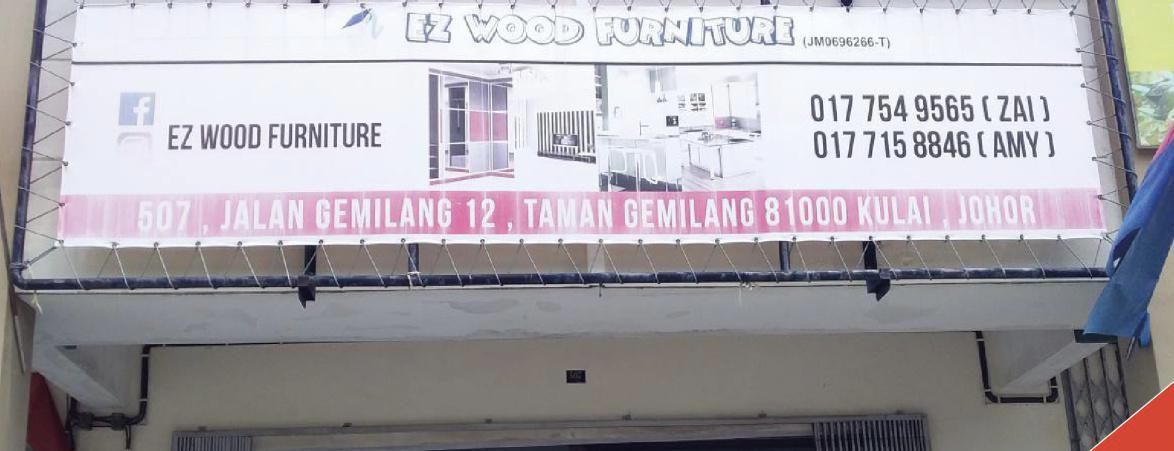 EZ WOOD FURNITURE (JM0696266-T)
EZ WOOD FURNITURE
017 754 9565 ( ZAI )
017 715 8846 ( AMY )
507 , JALAN GEMILANG 12 , TAMAN GEMILANG 81000 KULAI , JOHOR